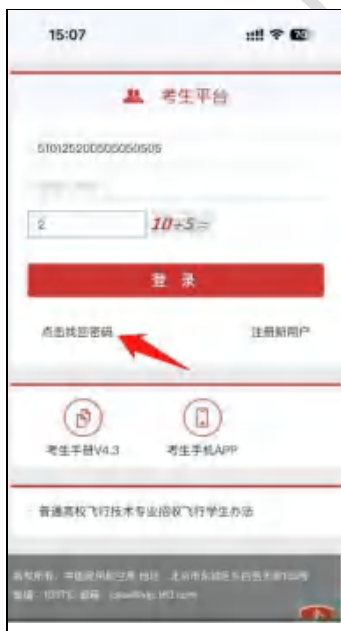 15:07
考生平台
510125200505050505
2
10÷5=
登 录
点击找回密码 注册新用户
考生手册V4.3 考生手机APP
普通高校飞行技术专业招收飞行学生办法